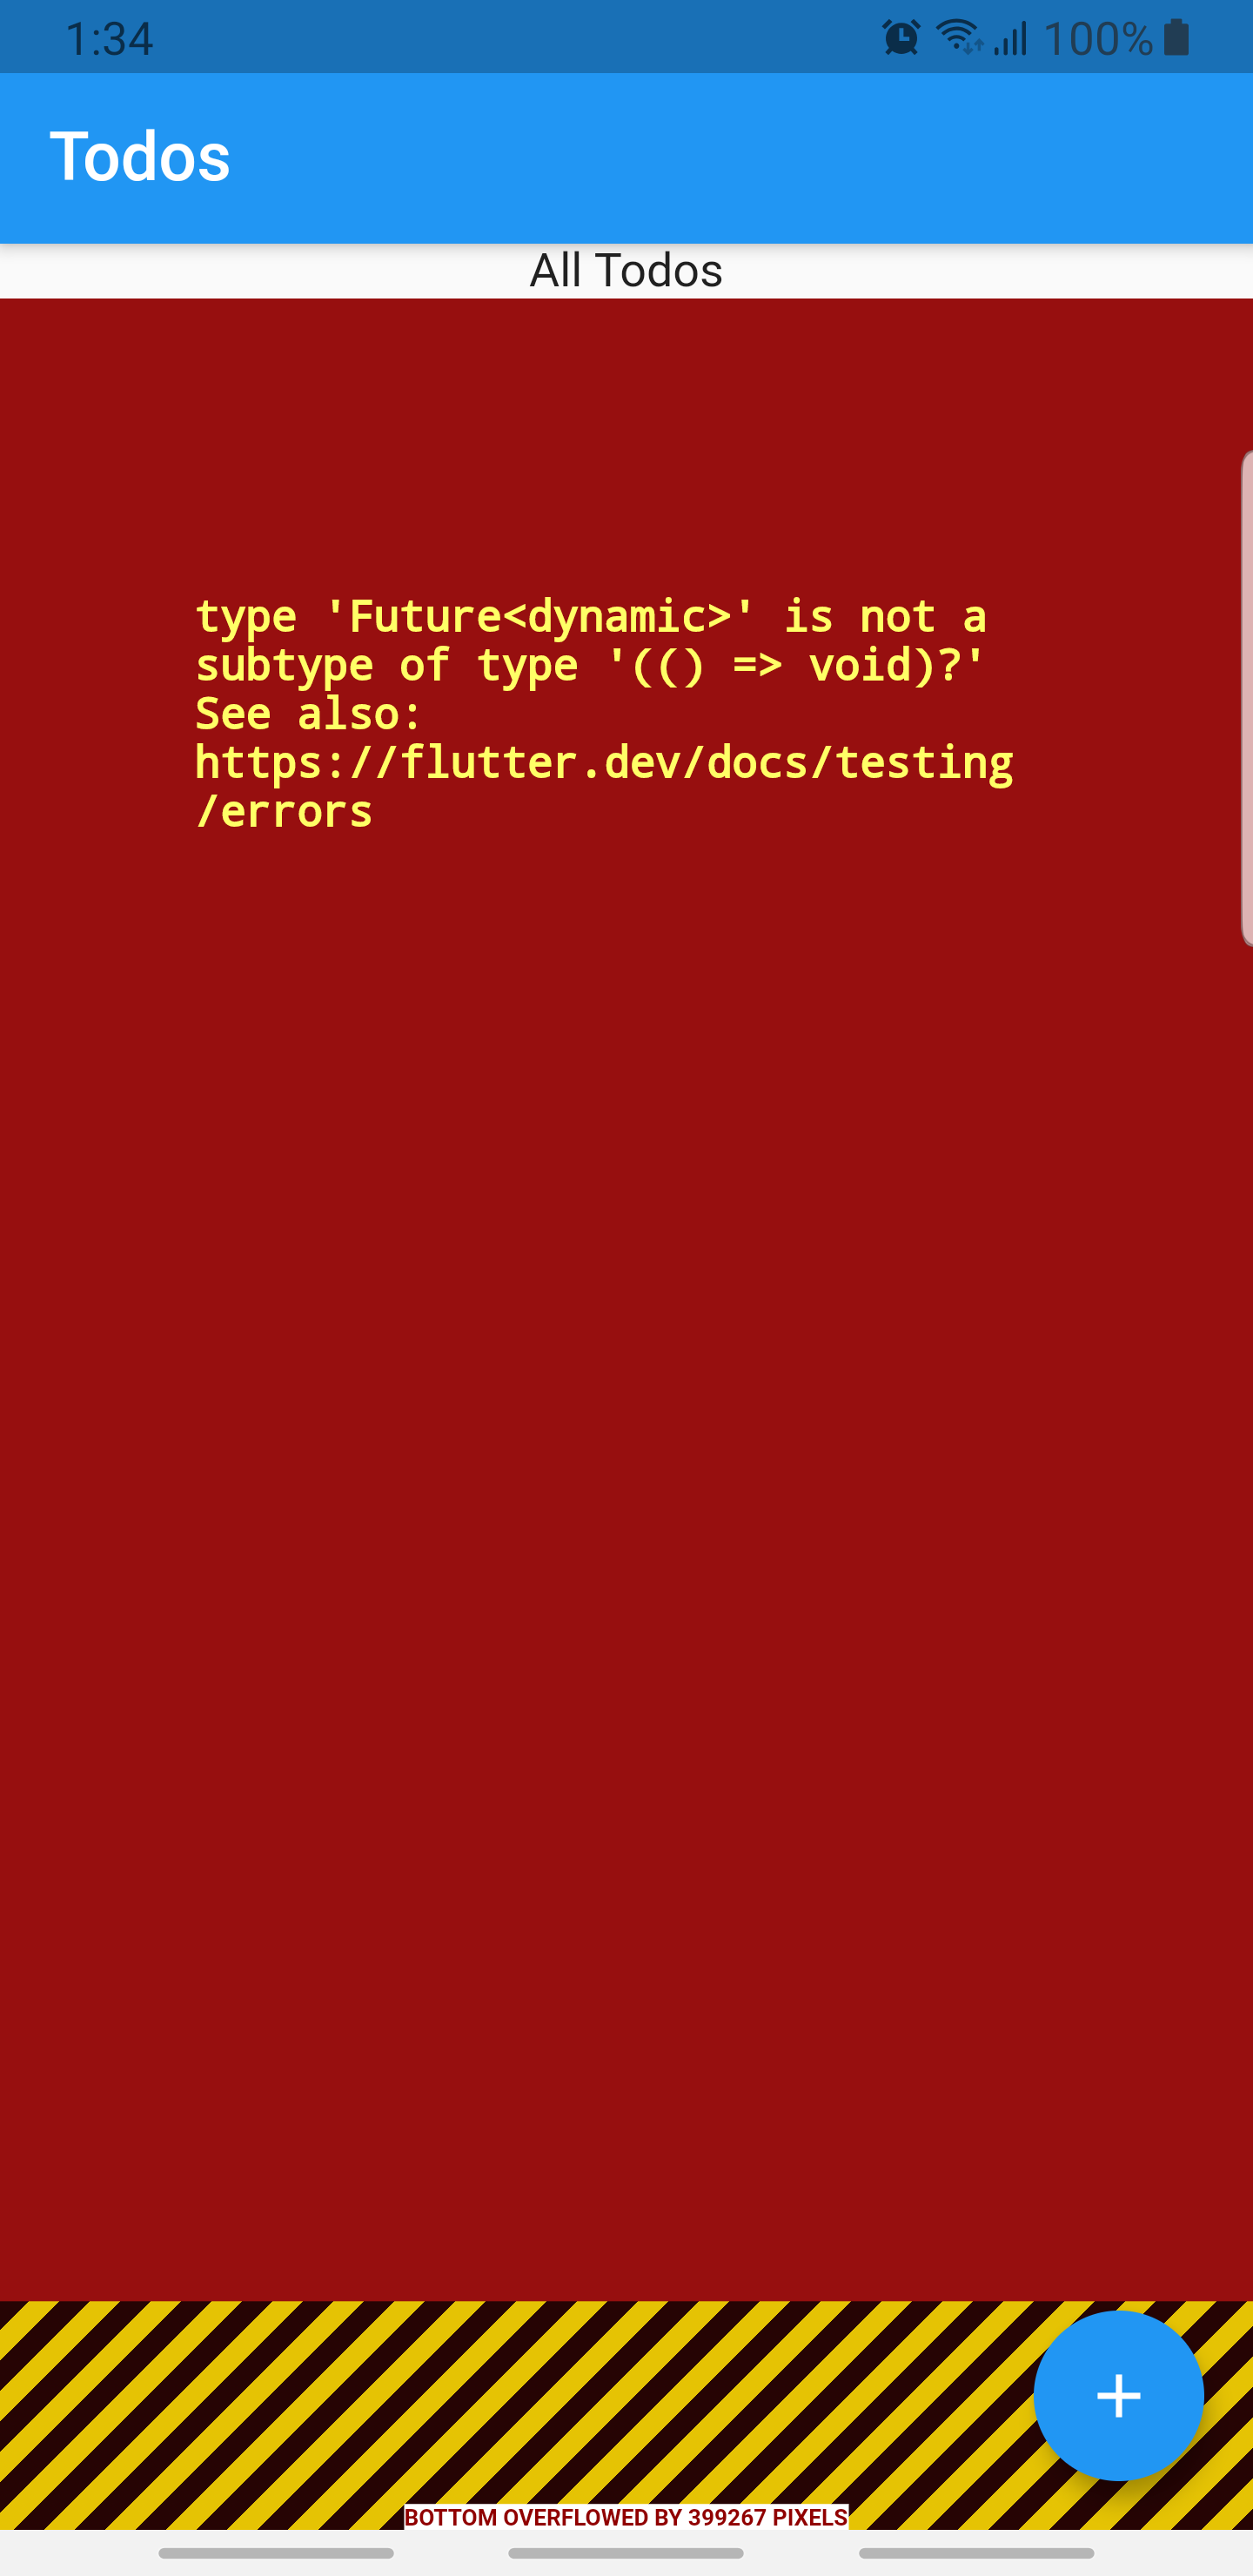 1:34
100%
Todos
All Todos
type 'Future<dynamic>' is not a
subtype of type '(() => void)?'
See also:
https://flutter.dev/docs/testing
/errors
BOTTOM OVERFLOWED BY 399267 PIXELS